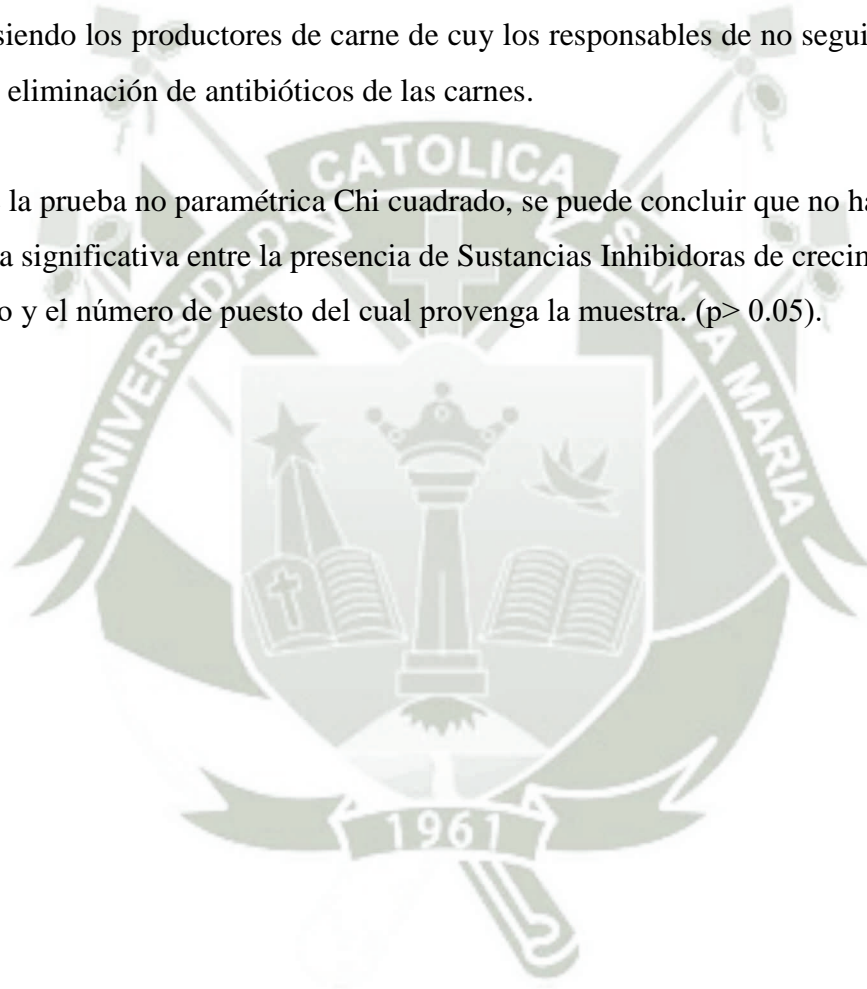 siendo los productores de carne de cuy los responsables de no segui
eliminación de antibióticos de las carnes.
la prueba no paramétrica Chi cuadrado, se puede concluir que no ha
a significativa entre la presencia de Sustancias Inhibidoras de crecin
o y el número de puesto del cual provenga la muestra. (p> 0.05).
UNIVERSIDAD CATOLICA SANTA MARIA
1961